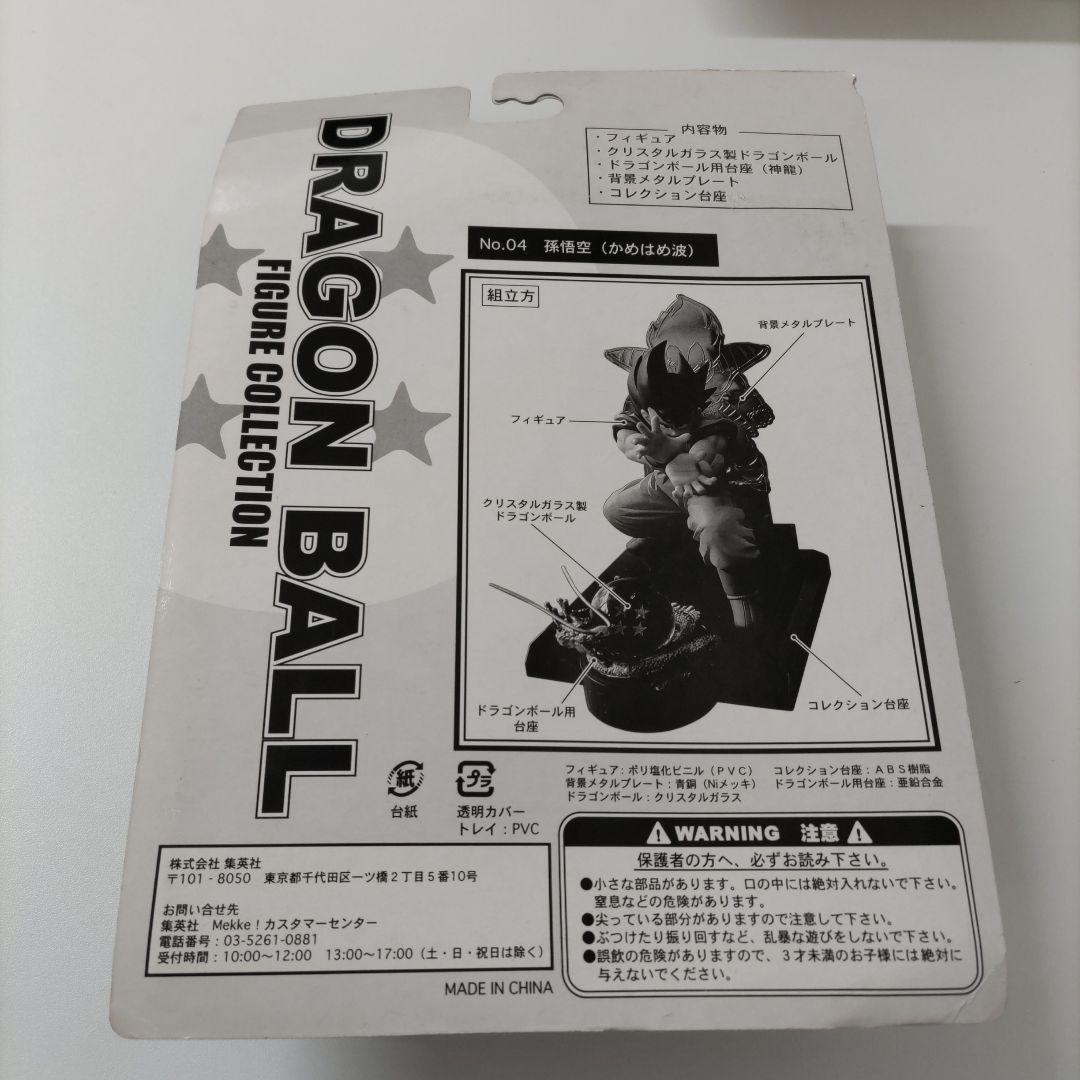 DRAGON BALL
FIGURE COLLECTION
内容物
・フィギュア
・クリスタルガラス製ドラゴンボール
・ドラゴンボール用台座（神龍）
・背景メタルプレート
・コレクション台座
No.04　孫悟空（かめはめ波）
組立方
背景メタルプレート
フィギュア
クリスタルガラス製
ドラゴンボール
ドラゴンボール用
台座
コレクション台座
紙
台紙
プラ
透明カバー
トレイ：PVC
フィギュア：ポリ塩化ビニル（ＰＶＣ）　コレクション台座：ＡＢＳ樹脂
背景メタルプレート：青銅（Niメッキ）　ドラゴンボール用台座：亜鉛合金
ドラゴンボール：クリスタルガラス
株式会社 集英社
〒101-8050　東京都千代田区一ツ橋２丁目５番10号
お問い合せ先
集英社　Mekke！カスタマーセンター
電話番号：03-5261-0881
受付時間：10:00〜12:00　13:00〜17:00（土・日・祝日は除く）
MADE IN CHINA
WARNING　注意
保護者の方へ、必ずお読み下さい。
●小さな部品があります。口の中には絶対入れないで下さい。
窒息などの危険があります。
●尖っている部分がありますので注意して下さい。
●ぶつけたり振り回すなど、乱暴な遊びをしないで下さい。
●誤飲の危険がありますので、３才未満のお子様には絶対に
与えないでください。